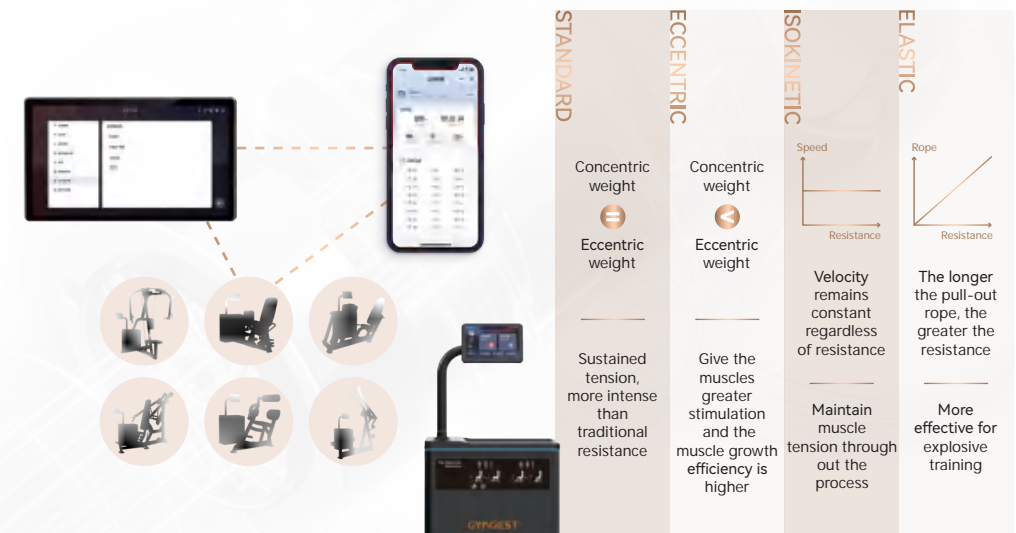 STANDARD
Concentric
weight
=
Eccentric
weight
Sustained
tension,
more intense
than
traditional
resistance
ECCENTRIC
Concentric
weight
<
Eccentric
weight
Give the
muscles
greater
stimulation
and the
muscle growth
efficiency is
higher
ISOKINETIC
Speed
Resistance
Velocity
remains
constant
regardless
of resistance
Maintain
muscle
tension through
out the
process
ELASTIC
Rope
Resistance
The longer
the pull-out
rope, the
greater the
resistance
More
effective for
explosive
training
GYMGEST